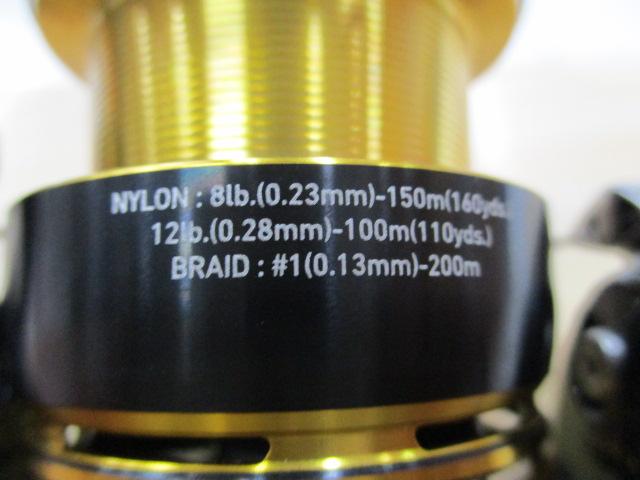 NYLON : 8lb.(0.23mm)-150m(160yds.
12lb.(0.28mm)-100m(110yds.)
BRAID : #1(0.13mm)-200m